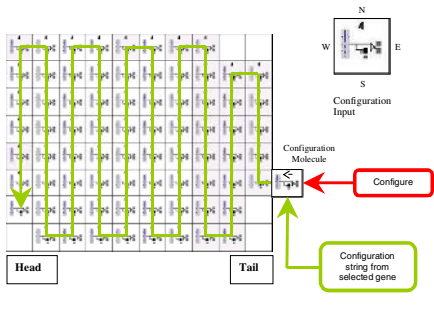 N
W
E
S
Configuration
Input
Configuration
Molecule
Configure
Configuration
string from
selected gene
Head
Tail